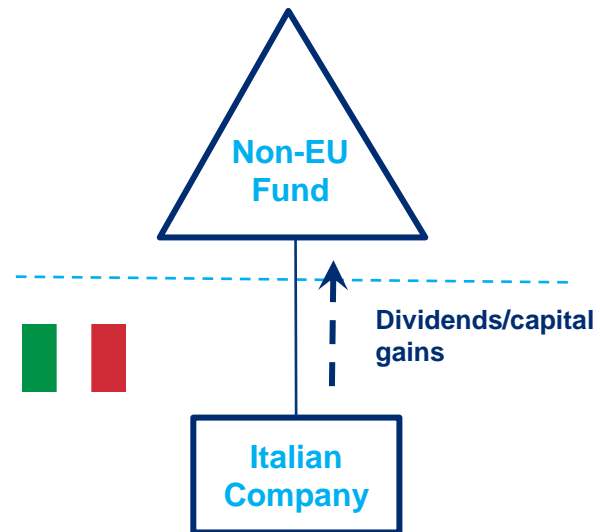 Non-EU
Fund
Dividends/capital
gains
Italian
Company